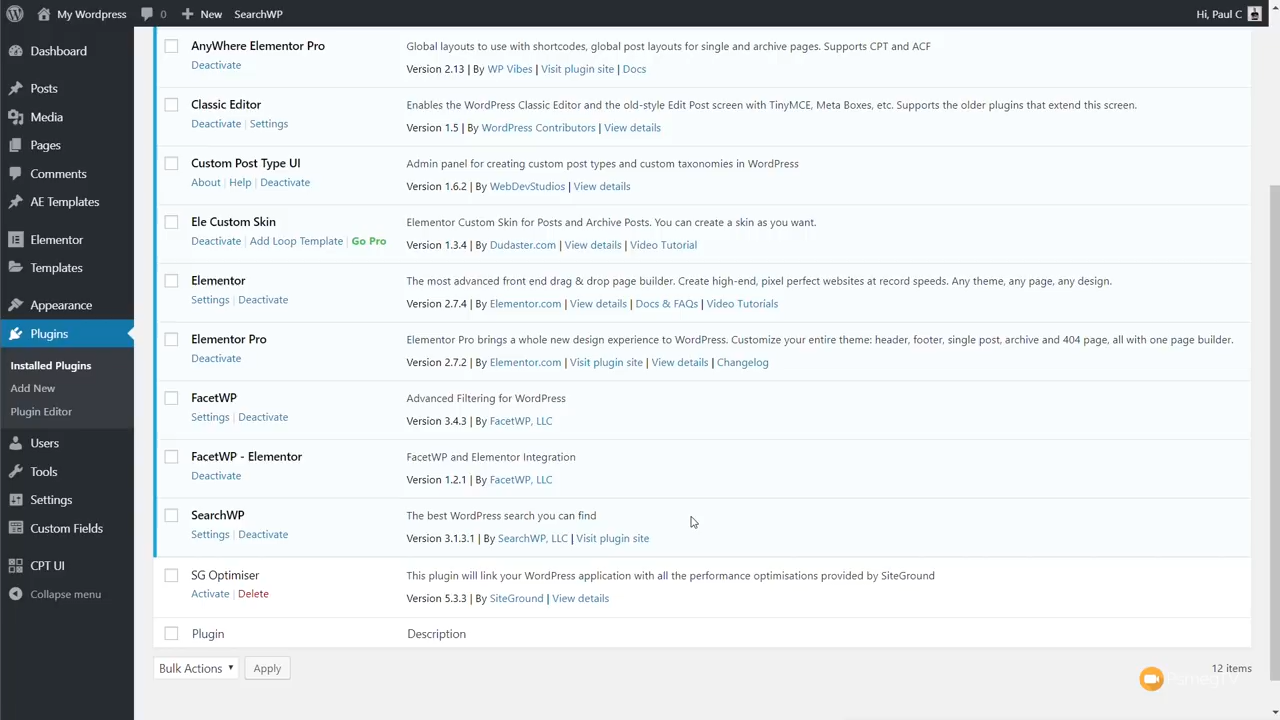 My Wordpress 0 New SearchWP Hi, Paul C
Dashboard
Posts
Media
Pages
Comments
AE Templates
Elementor
Templates
Appearance
Plugins
Installed Plugins
Add New
Plugin Editor
Users
Tools
Settings
Custom Fields
CPT UI
Collapse menu
AnyWhere Elementor Pro
Deactivate
Global layouts to use with shortcodes, global post layouts for single and archive pages. Supports CPT and ACF
Version 2.13 | By WP Vibes | Visit plugin site | Docs
Classic Editor
Deactivate | Settings
Enables the WordPress Classic Editor and the old-style Edit Post screen with TinyMCE, Meta Boxes, etc. Supports the older plugins that extend this screen.
Version 1.5 | By WordPress Contributors | View details
Custom Post Type UI
About | Help | Deactivate
Admin panel for creating custom post types and custom taxonomies in WordPress
Version 1.6.2 | By WebDevStudios | View details
Ele Custom Skin
Deactivate | Add Loop Template | Go Pro
Elementor Custom Skin for Posts and Archive Posts. You can create a skin as you want.
Version 1.3.4 | By Dudaster.com | View details | Video Tutorial
Elementor
Settings | Deactivate
The most advanced front end drag & drop page builder. Create high-end, pixel perfect websites at record speeds. Any theme, any page, any design.
Version 2.7.4 | By Elementor.com | View details | Docs & FAQs | Video Tutorials
Elementor Pro
Deactivate
Elementor Pro brings a whole new design experience to WordPress. Customize your entire theme: header, footer, single post, archive and 404 page, all with one page builder.
Version 2.7.2 | By Elementor.com | Visit plugin site | View details | Changelog
FacetWP
Settings | Deactivate
Advanced Filtering for WordPress
Version 3.4.3 | By FacetWP, LLC
FacetWP - Elementor
Deactivate
FacetWP and Elementor Integration
Version 1.2.1 | By FacetWP, LLC
SearchWP
Settings | Deactivate
The best WordPress search you can find
Version 3.1.3.1 | By SearchWP, LLC | Visit plugin site
SG Optimiser
Activate | Delete
This plugin will link your WordPress application with all the performance optimisations provided by SiteGround
Version 5.3.3 | By SiteGround | View details
Plugin Description
Bulk Actions Apply 12 items
PsmegTV